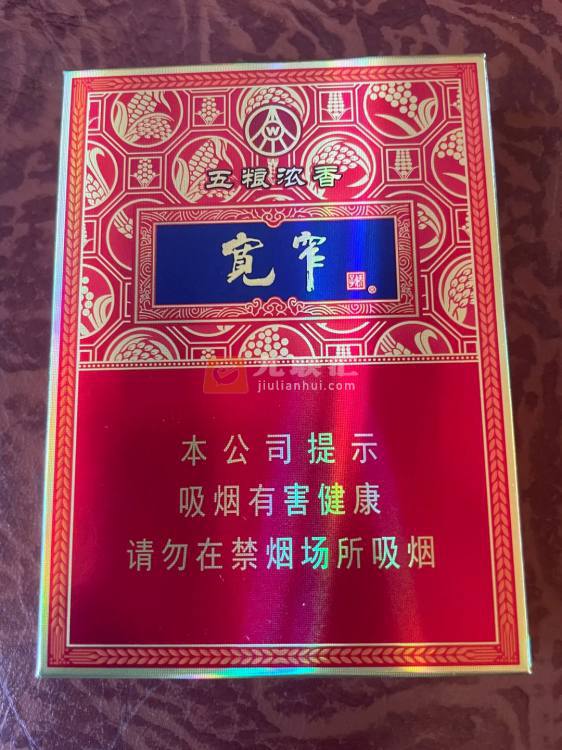 五粮浓香
宽窄
®
jiulianhui.com
本公司提示
吸烟有害健康
请勿在禁烟场所吸烟